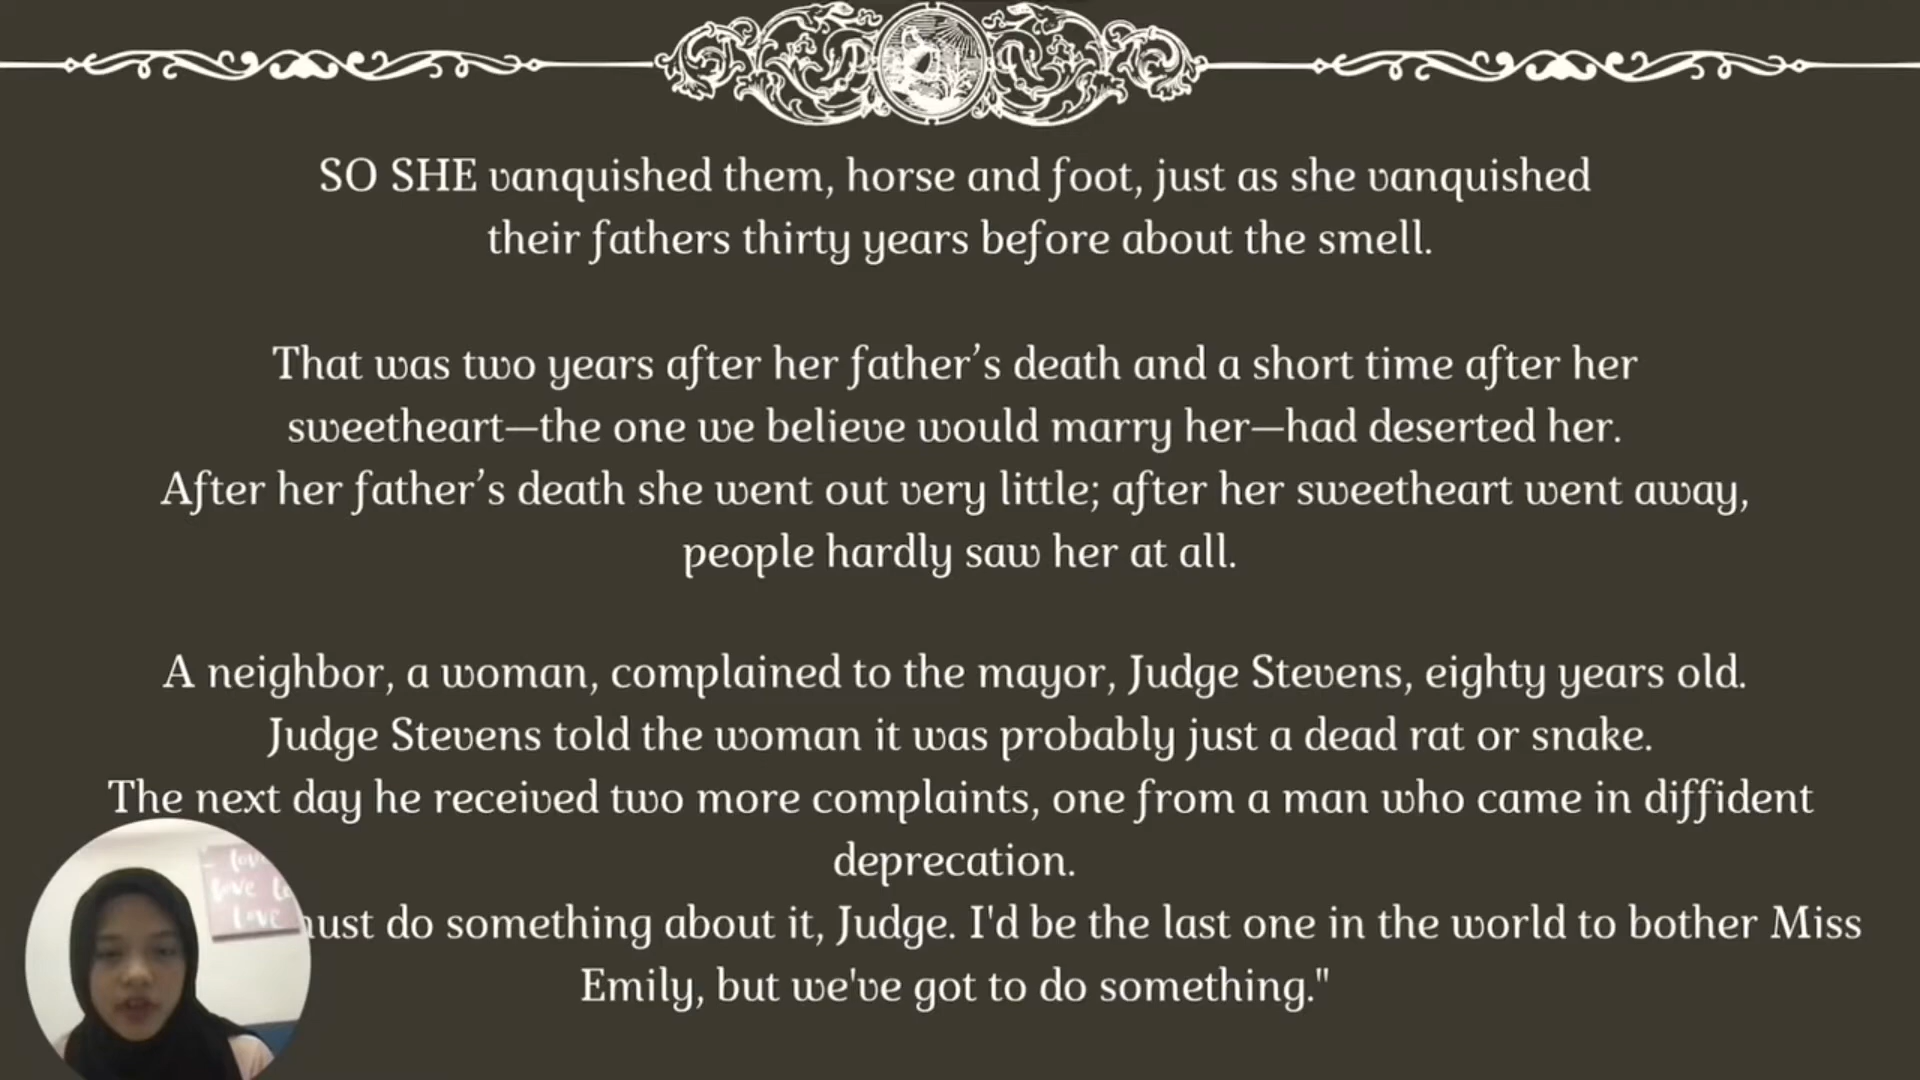 SO SHE vanquished them, horse and foot, just as she vanquished
their fathers thirty years before about the smell.
That was two years after her father’s death and a short time after her
sweetheart—the one we believe would marry her—had deserted her.
After her father’s death she went out very little; after her sweetheart went away,
people hardly saw her at all.
A neighbor, a woman, complained to the mayor, Judge Stevens, eighty years old.
Judge Stevens told the woman it was probably just a dead rat or snake.
The next day he received two more complaints, one from a man who came in diffident
deprecation.
do something about it, Judge. I'd be the last one in the world to bother Miss
Emily, but we've got to do something."
love
love